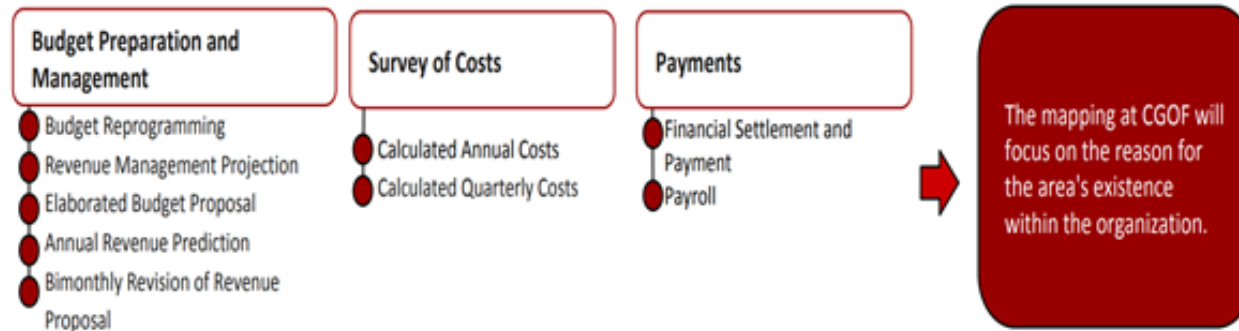 Budget Preparation and
Management
Budget Reprogramming
Revenue Management Projection
Elaborated Budget Proposal
Annual Revenue Prediction
Bimonthly Revision of Revenue
Proposal
Survey of Costs
Calculated Annual Costs
Calculated Quarterly Costs
Payments
Financial Settlement and
Payment
Payroll
The mapping at CGOF will
focus on the reason for
the area's existence
within the organization.